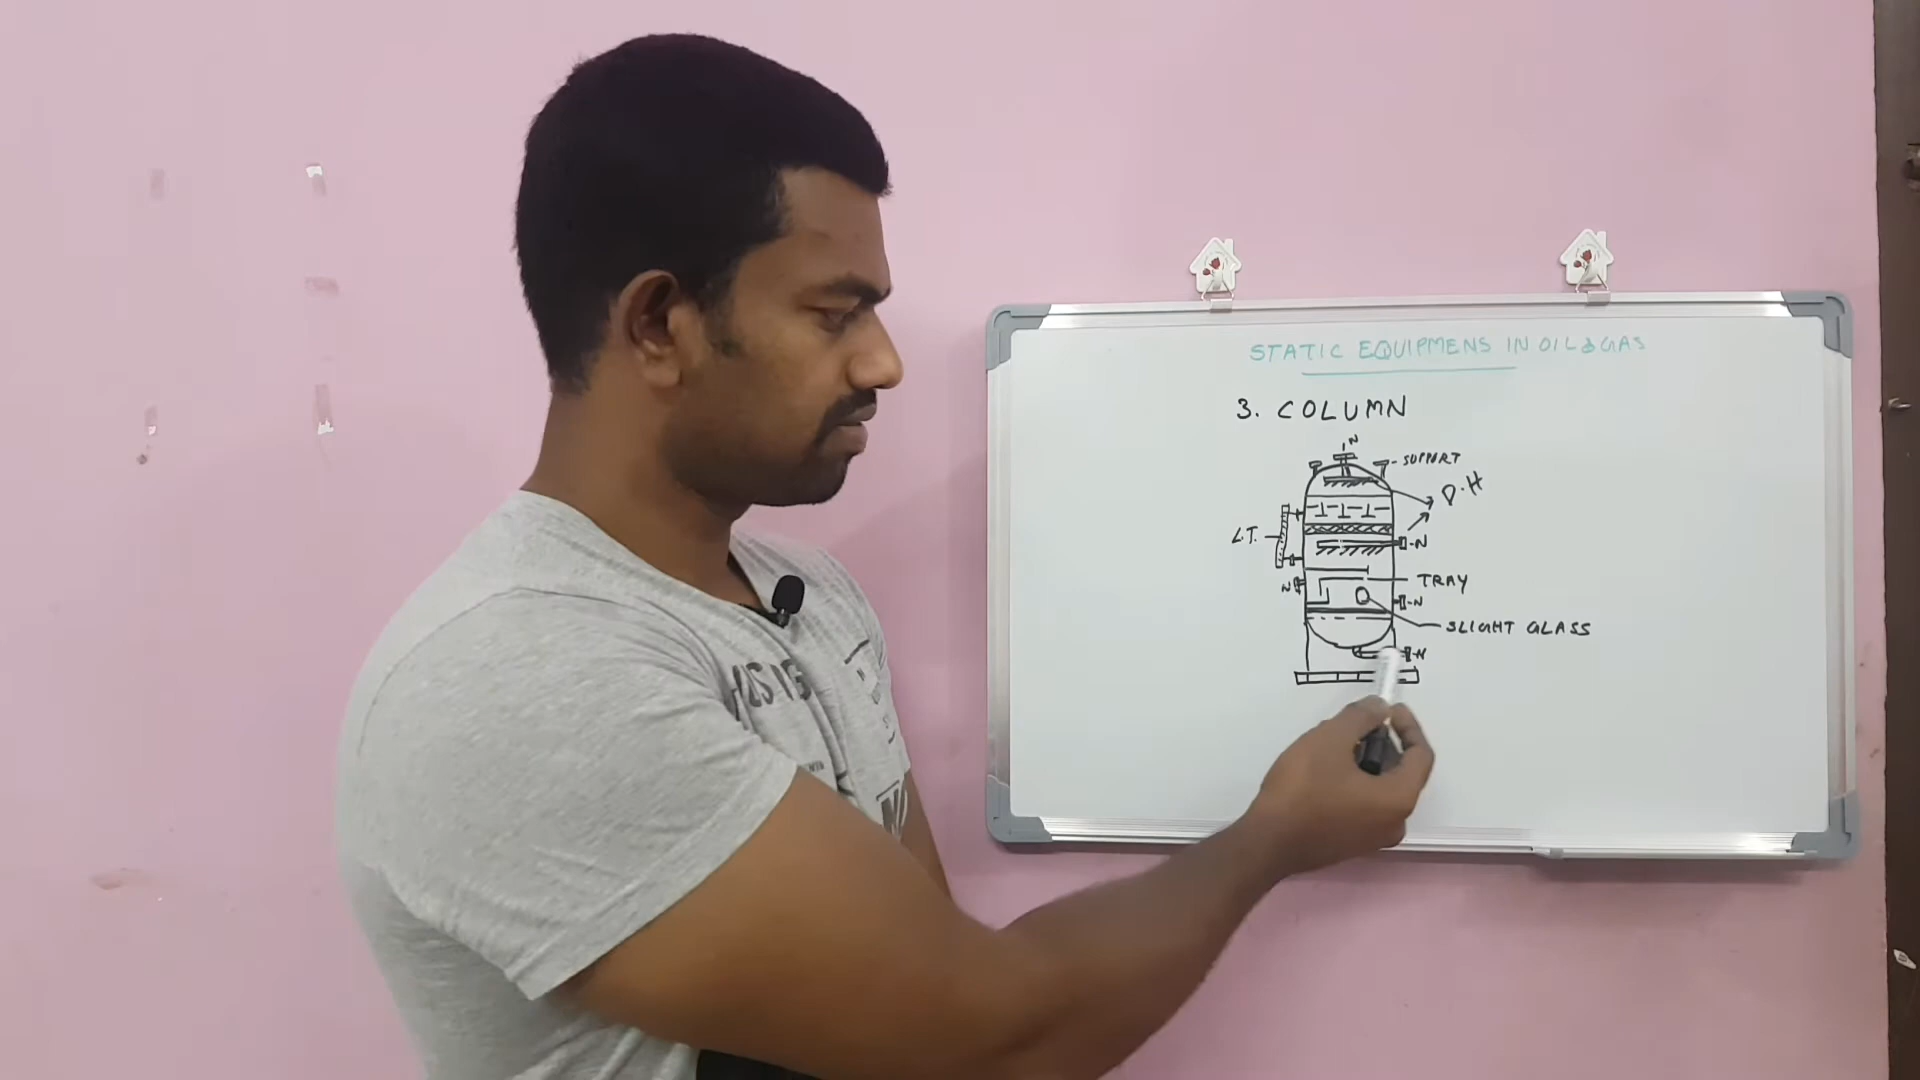 STATIC EQUIPMENS IN OIL & GAS
3. COLUMN
N
- SUPPORT
D.H
L.T.
-N
N
TRAY
-N
SLIGHT GLASS
-N